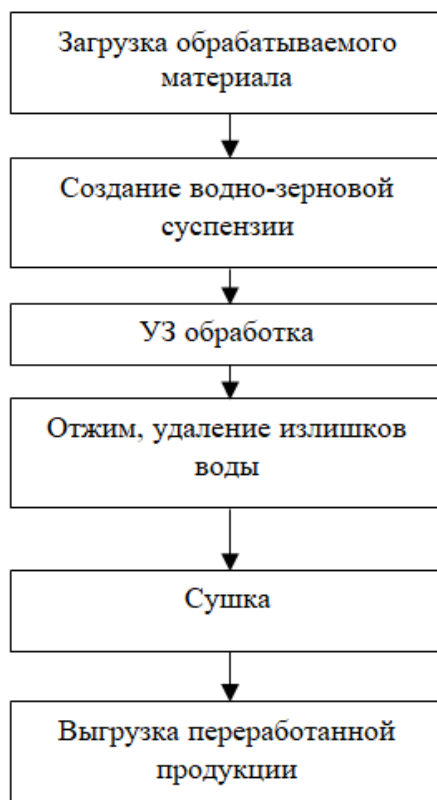 Загрузка обрабатываемого
материала
Создание водно-зерновой
суспензии
УЗ обработка
Отжим, удаление излишков
воды
Сушка
Выгрузка переработанной
продукции